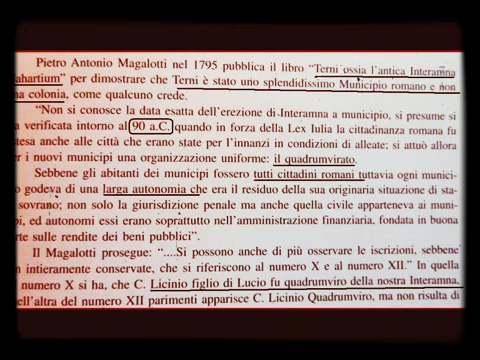 Pietro Antonio Magalotti nel 1795 pubblica il libro “Terni ossia l’antica Interamna
ahartium” per dimostrare che Terni è stato uno splendidissimo Municipio romano e non
na colonia, come qualcuno crede.
“Non si conosce la data esatta dell’erezione di Interamna a municipio, si presume si
a verificata intorno al 90 a.C. quando in forza della Lex Iulia la cittadinanza romana fu
tesa anche alle città che erano state per l’innanzi in condizioni di alleate; si attuò allora
er i nuovi municipi una organizzazione uniforme: il quadrumvirato.
Sebbene gli abitanti dei municipi fossero tutti cittadini romani tuttavia ogni munici-
o godeva di una larga autonomia che era il residuo della sua originaria situazione di sta-
sovrano; non solo la giurisdizione penale ma anche quella civile apparteneva ai muni-
pi, ed autonomi essi erano soprattutto nell’amministrazione finanziaria, fondata in buona
rte sulle rendite dei beni pubblici”.
Il Magalotti prosegue: “....Si possono anche di più osservare le iscrizioni, sebbene
n intieramente conservate, che si riferiscono al numero X e al numero XII.” In quella
numero X si ha, che C. Licinio figlio di Lucio fu quadrumviro della nostra Interamna,
ell’altra del numero XII parimenti apparisce C. Licinio Quadrumviro, ma non risulta di